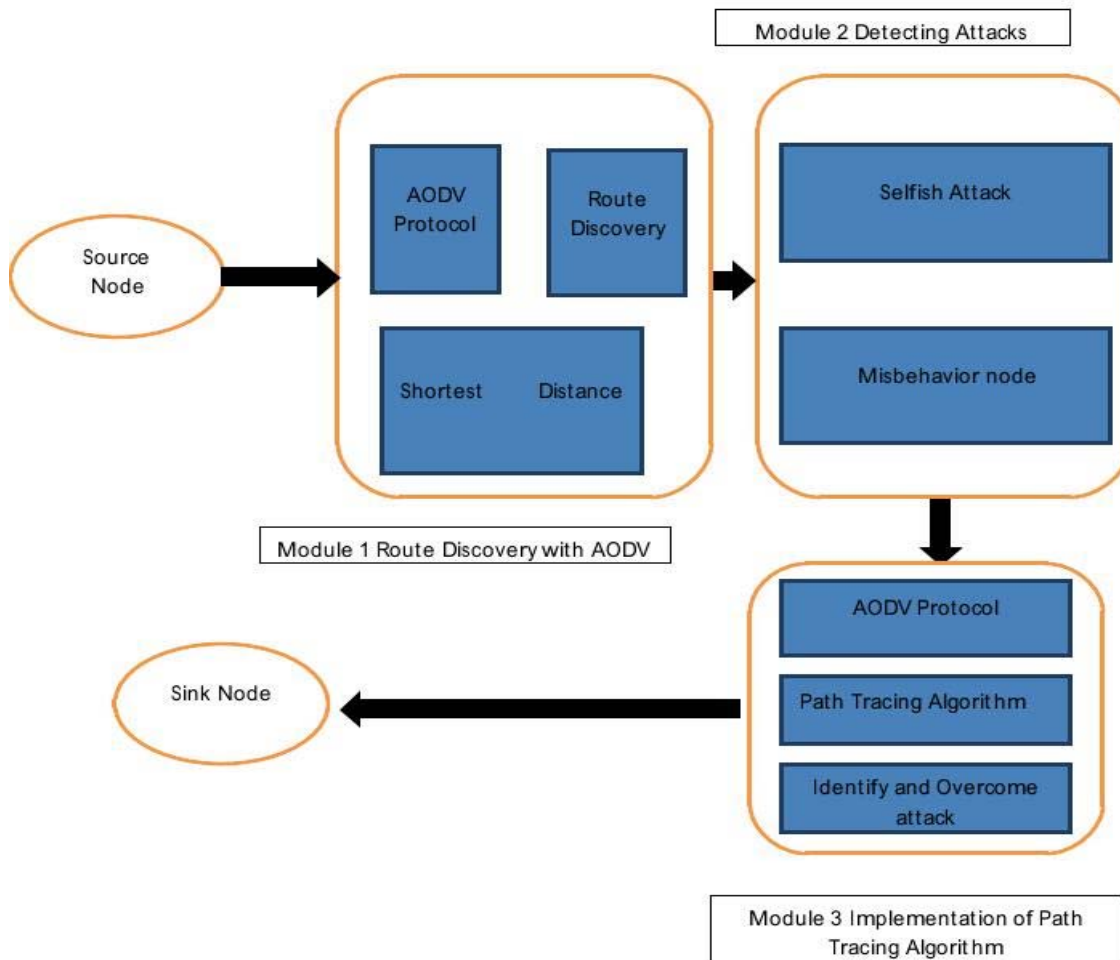 Module 2 Detecting Attacks
AODV
Protocol
Route
Discovery
Selfish Attack
Source
Node
Shortest Distance
Misbehavior node
Module 1 Route Discovery with AODV
AODV Protocol
Sink Node
Path Tracing Algorithm
Identify and Overcome
attack
Module 3 Implementation of Path
Tracing Algorithm